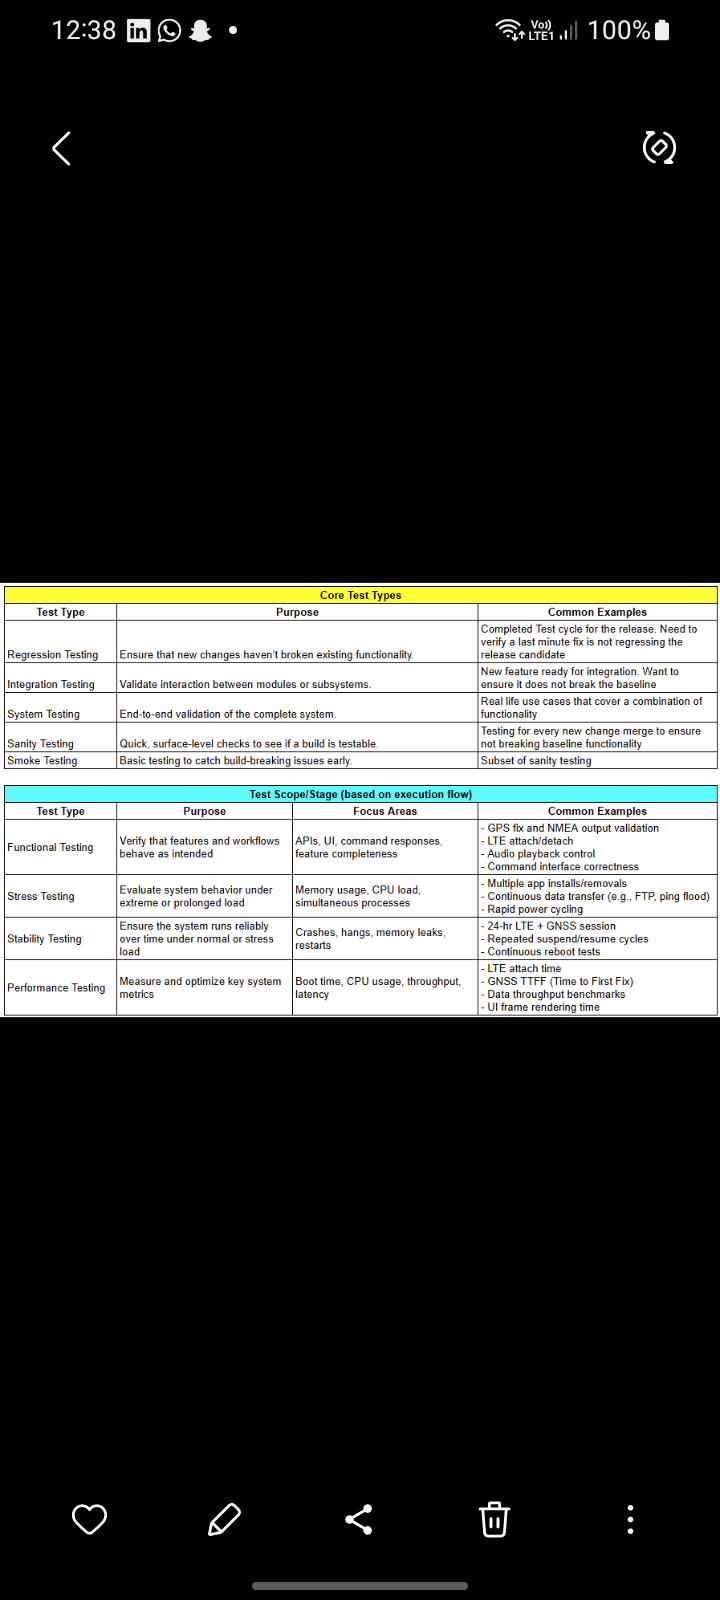 12:38
Vo))
LTE1
100%
Core Test Types
Test Type Purpose Common Examples
Regression Testing Ensure that new changes haven't broken existing functionality. Completed Test cycle for the release. Need to
verify a last minute fix is not regressing the
release candidate
Integration Testing Validate interaction between modules or subsystems. New feature ready for integration. Want to
ensure it does not break the baseline
System Testing End-to-end validation of the complete system. Real life use cases that cover a combination of
functionality
Sanity Testing Quick, surface-level checks to see if a build is testable. Testing for every new change merge to ensure
not breaking baseline functionality
Smoke Testing Basic testing to catch build-breaking issues early. Subset of sanity testing
Test Scope/Stage (based on execution flow)
Test Type Purpose Focus Areas Common Examples
Functional Testing Verify that features and workflows
behave as intended
APIs, UI, command responses,
feature completeness
- GPS fix and NMEA output validation
- LTE attach/detach
- Audio playback control
- Command interface correctness
Stress Testing Evaluate system behavior under
extreme or prolonged load
Memory usage, CPU load,
simultaneous processes
- Multiple app installs/removals
- Continuous data transfer (e.g., FTP, ping flood)
- Rapid power cycling
Stability Testing Ensure the system runs reliably
over time under normal or stress
load
Crashes, hangs, memory leaks,
restarts
- 24-hr LTE + GNSS session
- Repeated suspend/resume cycles
- Continuous reboot tests
Performance Testing Measure and optimize key system
metrics
Boot time, CPU usage, throughput,
latency
- LTE attach time
- GNSS TTFF (Time to First Fix)
- Data throughput benchmarks
- UI frame rendering time